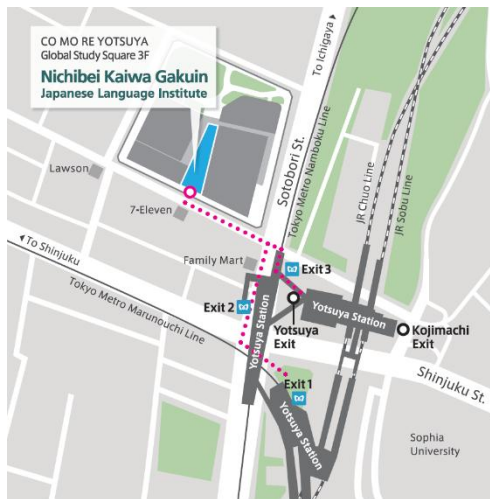 CO MO RE YOTSUYA
Global Study Square 3F
Nichibei Kaiwa Gakuin
Japanese Language Institute
To Ichigaya
Sotobori St.
Tokyo Metro Namboku Line
JR Chuo Line
JR Sobu Line
Lawson
7-Eleven
To Shinjuku
Family Mart
Exit 3
Tokyo Metro Marunouchi Line
Exit 2
Yotsuya Station
Yotsuya
Exit
Yotsuya Station
Kojimachi
Exit
Exit 1
Shinjuku St.
Yotsuya Station
Sophia
University